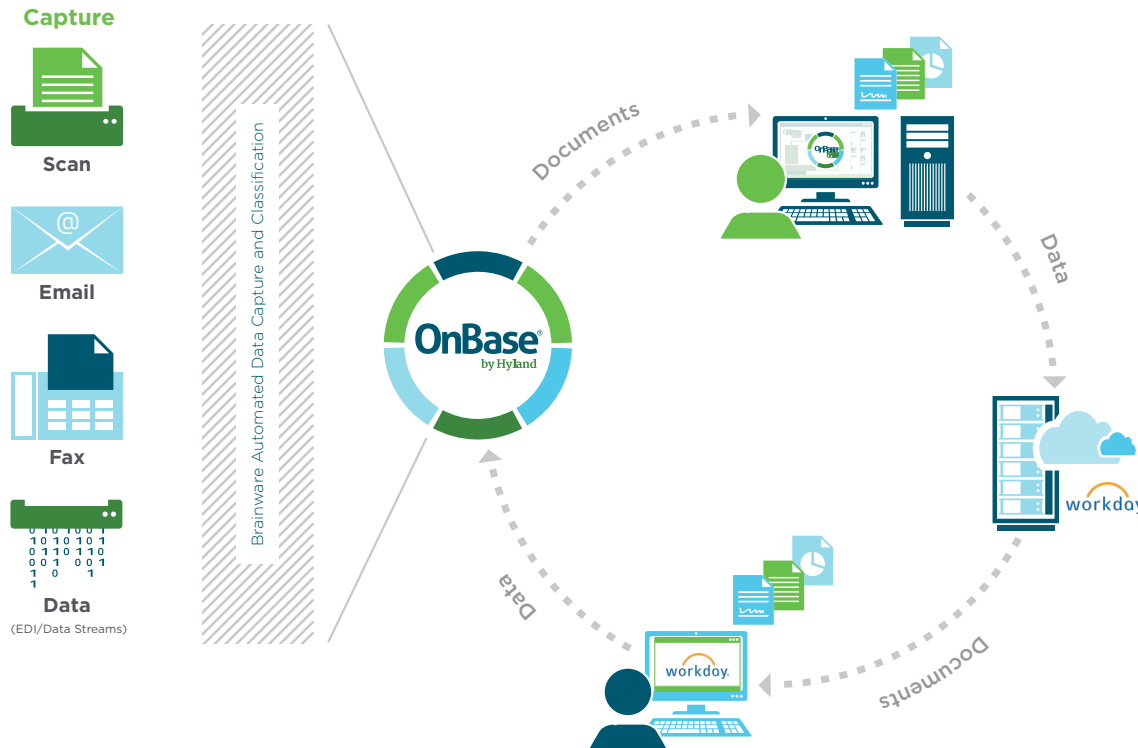 Capture
Scan
@
Email
Fax
Data
(EDI/Data Streams)
Brainware Automated Data Capture and Classification
OnBase®
by Hyland
Documents
OnBase
Data
workday
Documents
workday.
Data